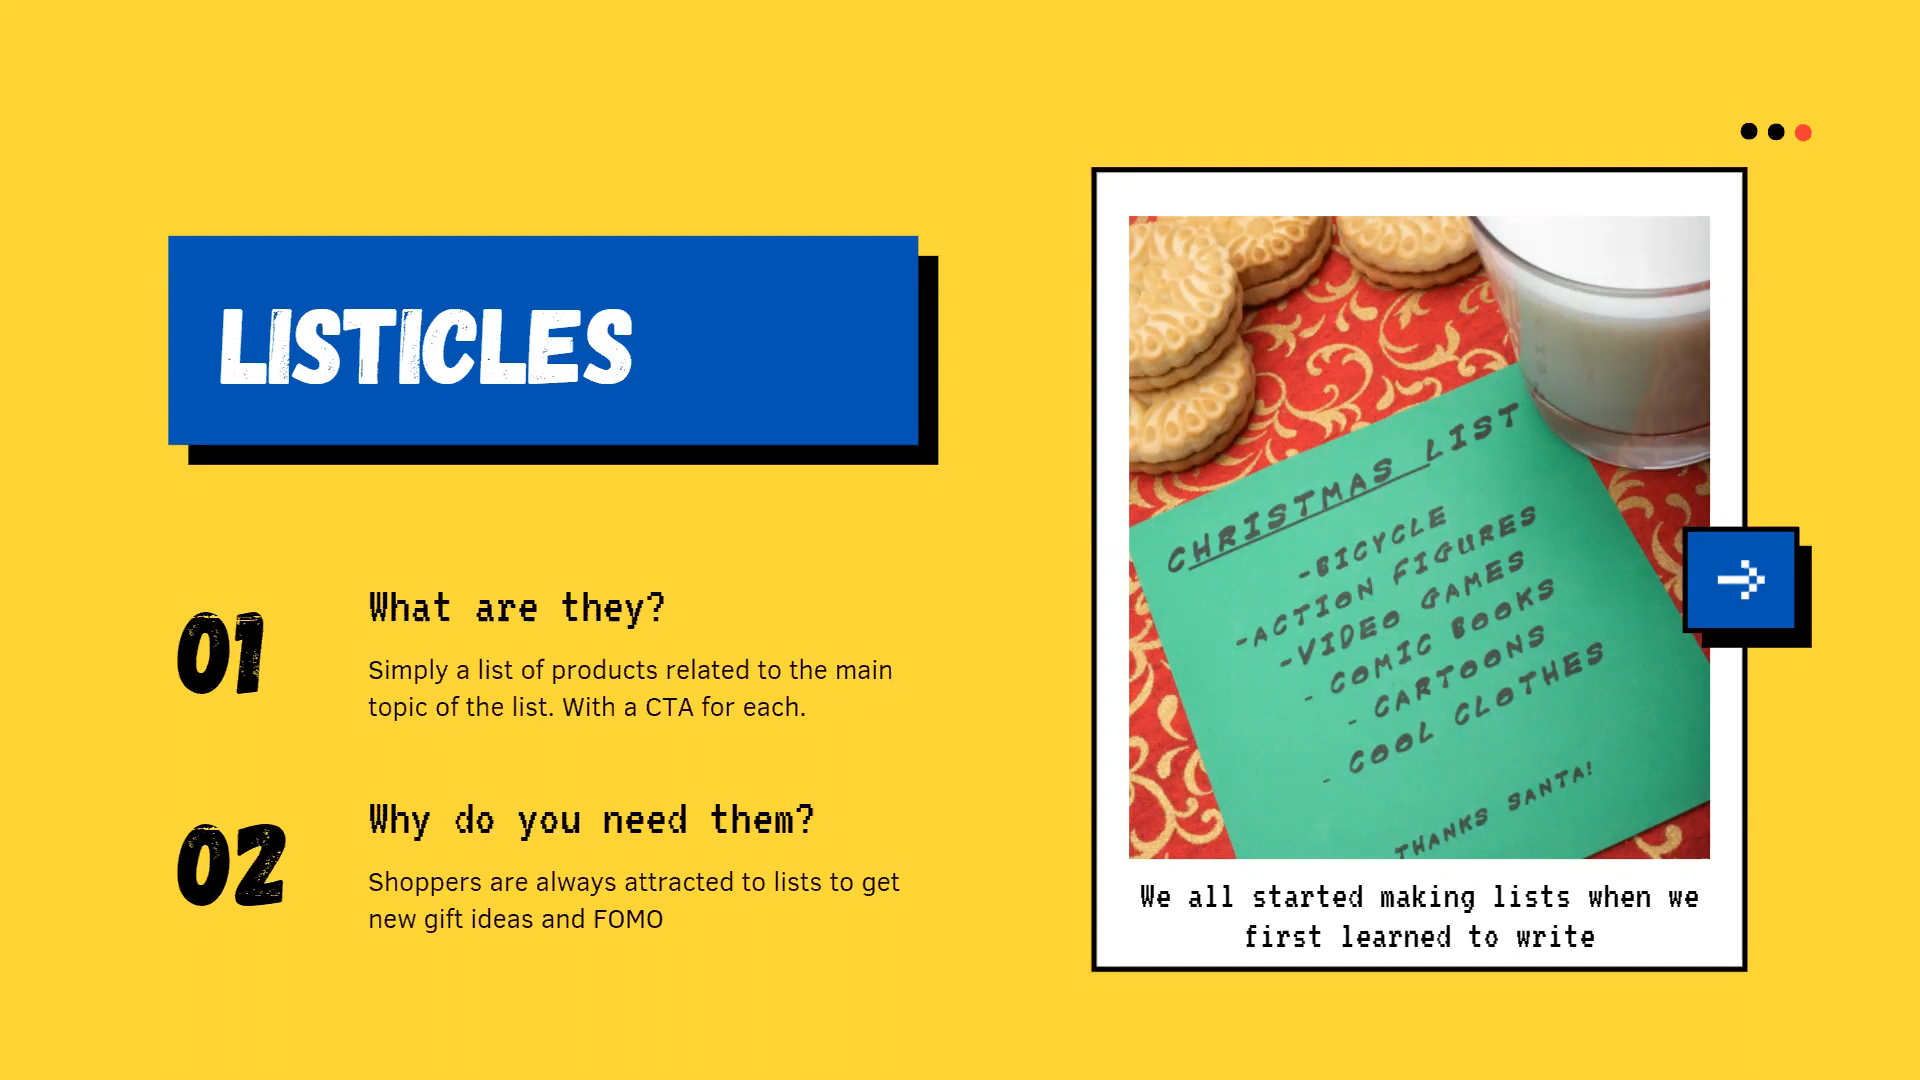 LISTICLES
01
What are they?
Simply a list of products related to the main
topic of the list. With a CTA for each.
02
Why do you need them?
Shoppers are always attracted to lists to get
new gift ideas and FOMO
CHRISTMAS LIST
-BICYCLE
-ACTION FIGURES
-VIDEO GAMES
- COMIC BOOKS
- CARTOONS
- COOL CLOTHES
THANKS SANTA!
We all started making lists when we
first learned to write